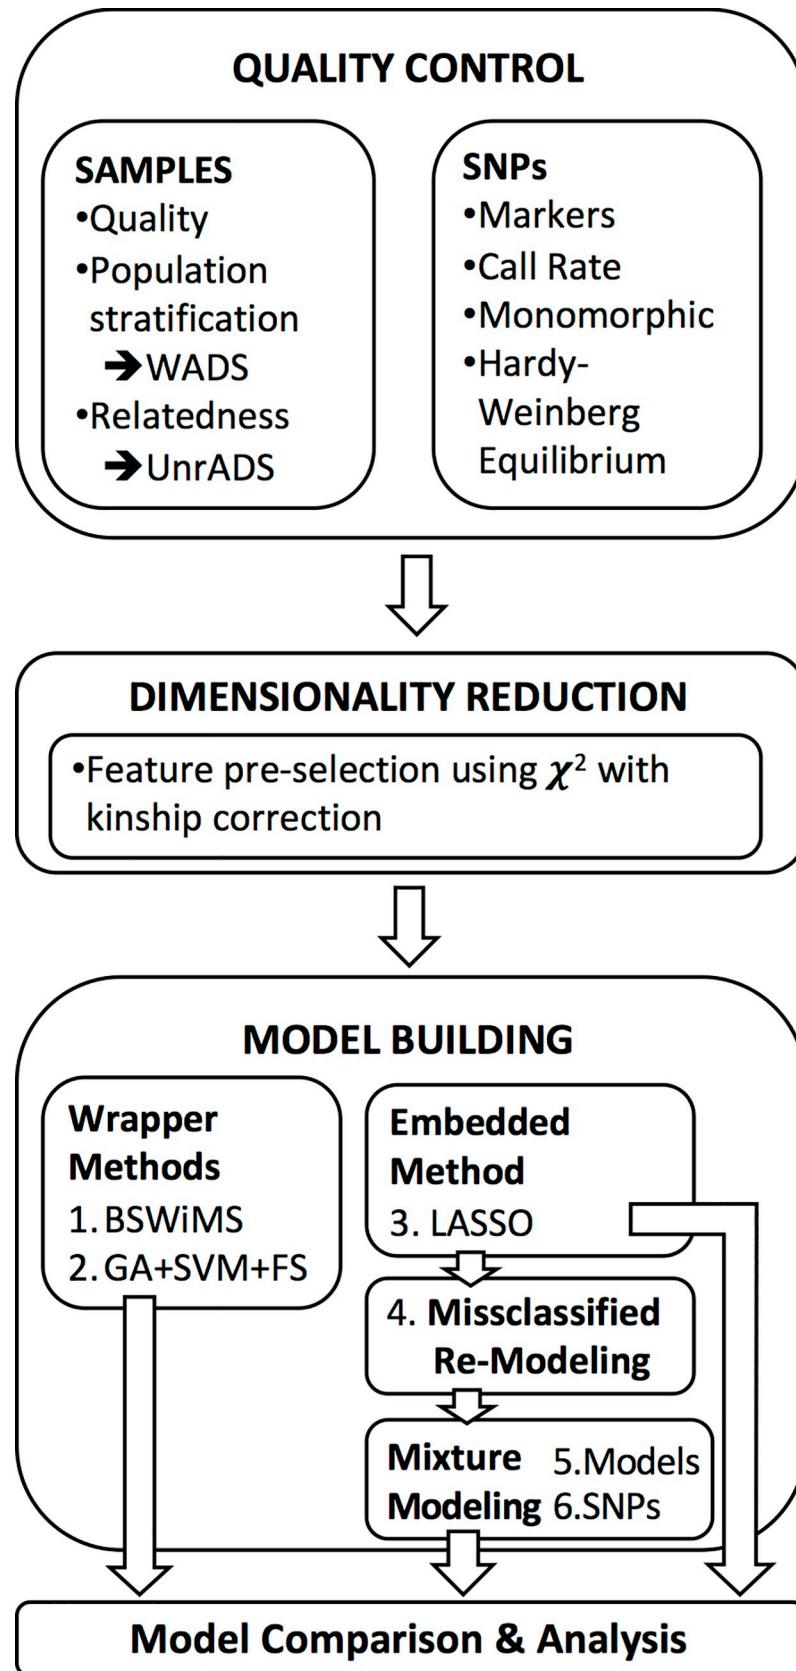 QUALITY CONTROL
SAMPLES
•Quality
•Population
stratification
➔WADS
•Relatedness
➔UnrADS
SNPs
•Markers
•Call Rate
•Monomorphic
•Hardy-
Weinberg
Equilibrium
DIMENSIONALITY REDUCTION
•Feature pre-selection using χ² with
kinship correction
MODEL BUILDING
Wrapper
Methods
1. BSWiMS
2. GA+SVM+FS
Embedded
Method
3. LASSO
4. Missclassified
Re-Modeling
Mixture
Modeling
5.Models
6.SNPs
Model Comparison & Analysis